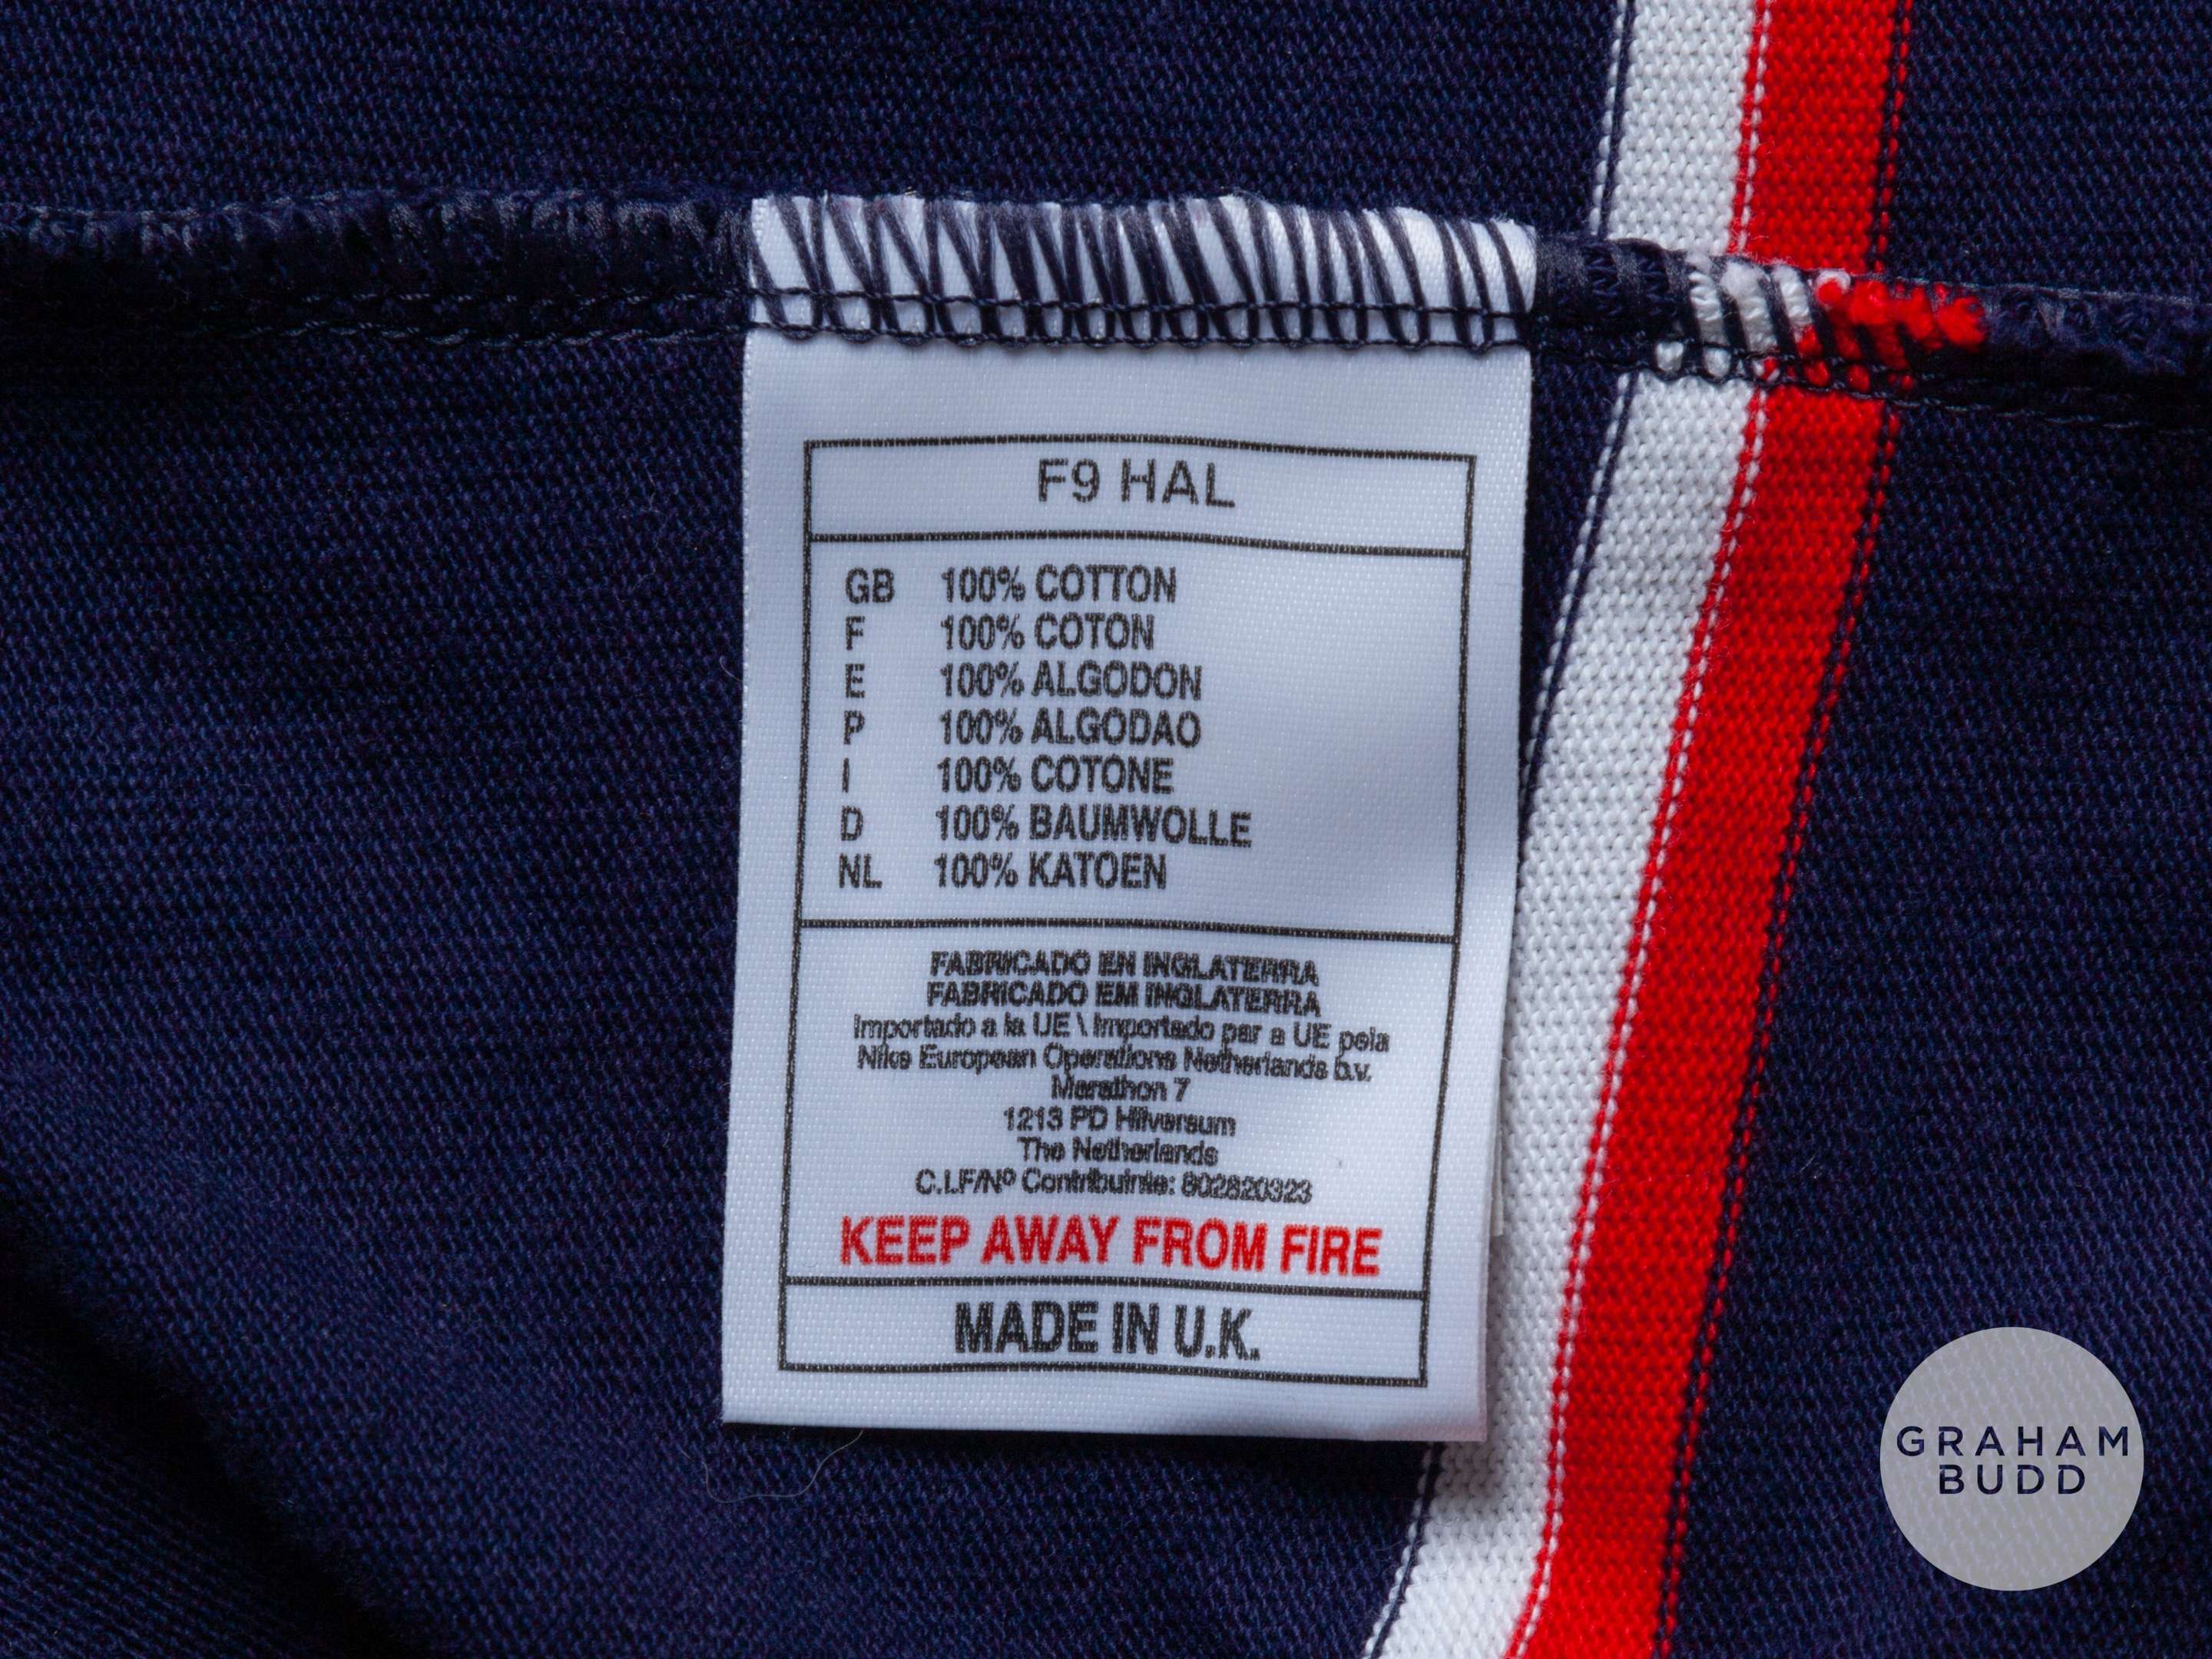 F9 HAL
GB 100% COTTON
F 100% COTON
E 100% ALGODON
P 100% ALGODAO
I 100% COTONE
D 100% BAUMWOLLE
NL 100% KATOEN
FABRICADO EN INGLATERRA
FABRICADO EM INGLATERRA
Importado a la UE \ Importado par a UE pela
Nike European Operations Netherlands b.v.
Marathon 7
1213 PD Hilversum
The Netherlands
C.I.F/Nº Contribuinte: 802820323
KEEP AWAY FROM FIRE
MADE IN U.K.
GRAHAM
BUDD